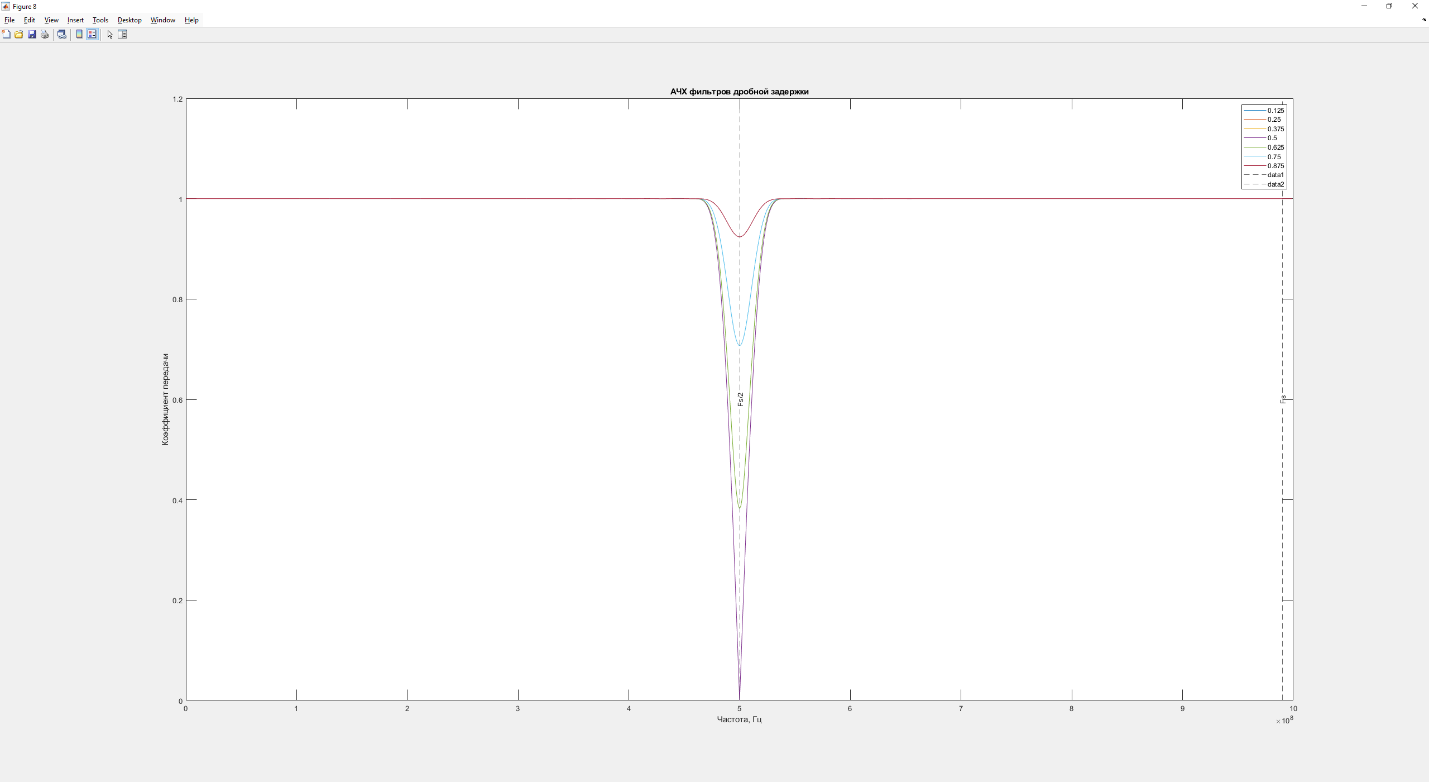 Figure 8
File Edit View Insert Tools Desktop Window Help
АЧХ фильтров дробной задержки
1.2
1
0.8
0.6
0.4
0.2
0
Коэффициент передачи
0.125
0.25
0.375
0.5
0.625
0.75
0.875
data1
data2
Fs/2
Fs
0 1 2 3 4 5 6 7 8 9 10
Частота, Гц
×10⁸